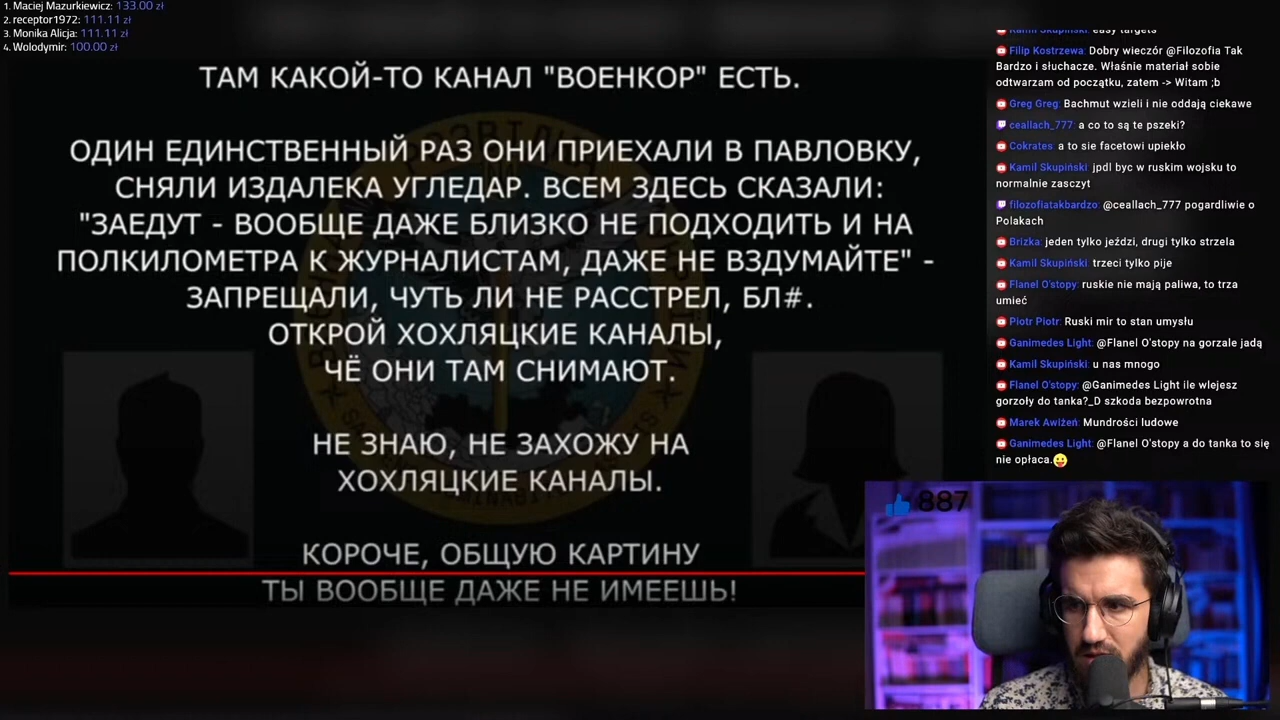 1. Maciej Mazurkiewicz: 133.00 zł
2. receptor1972: 111.11 zł
3. Monika Alicja: 111.11 zł
4. Wolodymir: 100.00 zł
ТАМ КАКОЙ-ТО КАНАЛ "ВОЕНКОР" ЕСТЬ.
ОДИН ЕДИНСТВЕННЫЙ РАЗ ОНИ ПРИЕХАЛИ В ПАВЛОВКУ,
СНЯЛИ ИЗДАЛЕКА УГЛЕДАР. ВСЕМ ЗДЕСЬ СКАЗАЛИ:
"ЗАЕДУТ - ВООБЩЕ ДАЖЕ БЛИЗКО НЕ ПОДХОДИТЬ И НА
ПОЛКИЛОМЕТРА К ЖУРНАЛИСТАМ, ДАЖЕ НЕ ВЗДУМАЙТЕ" -
ЗАПРЕЩАЛИ, ЧУТЬ ЛИ НЕ РАССТРЕЛ, БЛ#.
ОТКРОЙ ХОХЛЯЦКИЕ КАНАЛЫ,
ЧЁ ОНИ ТАМ СНИМАЮТ.
НЕ ЗНАЮ, НЕ ЗАХОЖУ НА
ХОХЛЯЦКИЕ КАНАЛЫ.
КОРОЧЕ, ОБЩУЮ КАРТИНУ
ТЫ ВООБЩЕ ДАЖЕ НЕ ИМЕЕШЬ!
Kamil Skupiński: easy targets
Filip Kostrzewa: Dobry wieczór @Filozofia Tak
Bardzo i słuchacze. Właśnie materiał sobie
odtwarzam od początku, zatem -> Witam ;b
Greg Greg: Bachmut wzieli i nie oddają ciekawe
ceallach_777: a co to są te pszeki?
Cokrates: a to sie facetowi upiekło
Kamil Skupiński: jpdl byc w ruskim wojsku to
normalnie zasczyt
filozofiatakbardzo: @ceallach_777 pogardliwie o
Polakach
Brizka: jeden tylko jeździ, drugi tylko strzela
Kamil Skupiński: trzeci tylko pije
Flanel O'stopy: ruskie nie mają paliwa, to trza
umieć
Piotr Piotr: Ruski mir to stan umysłu
Ganimedes Light: @Flanel O'stopy na gorzale jadą
Kamil Skupiński: u nas mnogo
Flanel O'stopy: @Ganimedes Light ile wlejesz
gorzoły do tanka?_D szkoda bezpowrotna
Marek Awiżeń: Mundrości ludowe
Ganimedes Light: @Flanel O'stopy a do tanka to się
nie opłaca.😛
887